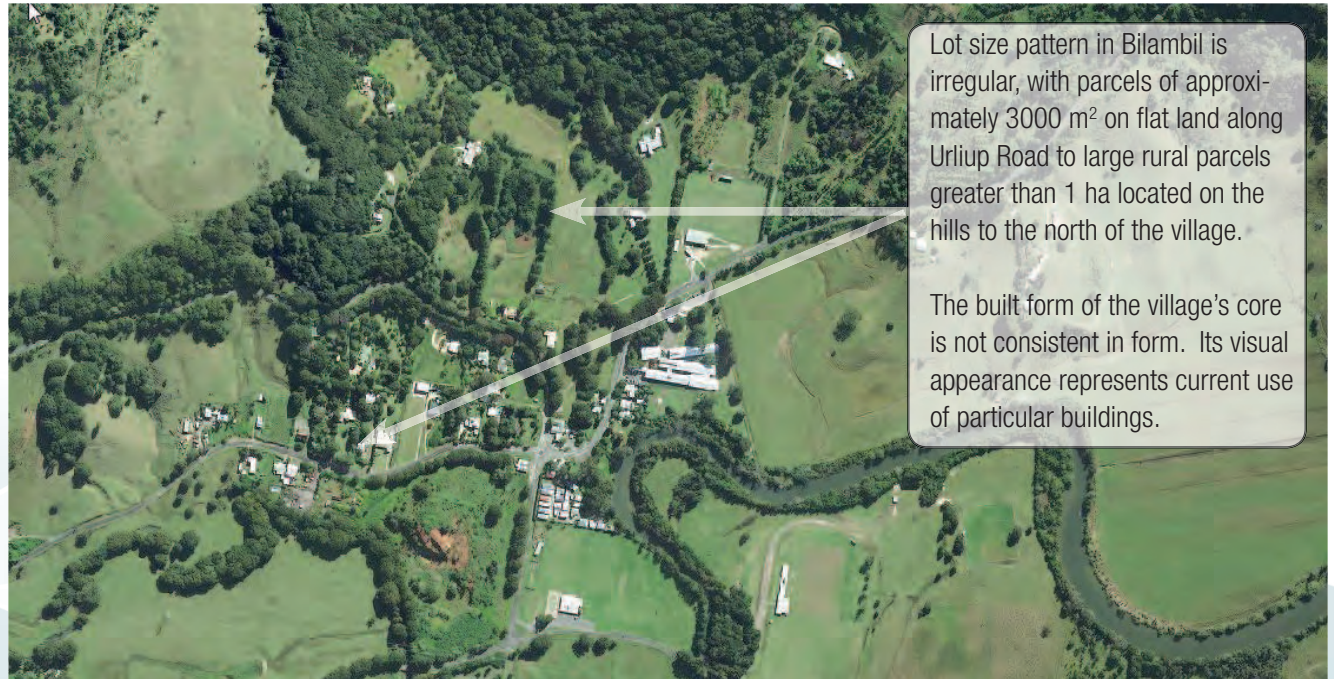 Lot size pattern in Bilambil is
irregular, with parcels of approxi-
mately 3000 m² on flat land along
Urliup Road to large rural parcels
greater than 1 ha located on the
hills to the north of the village.
The built form of the village's core
is not consistent in form.  Its visual
appearance represents current use
of particular buildings.